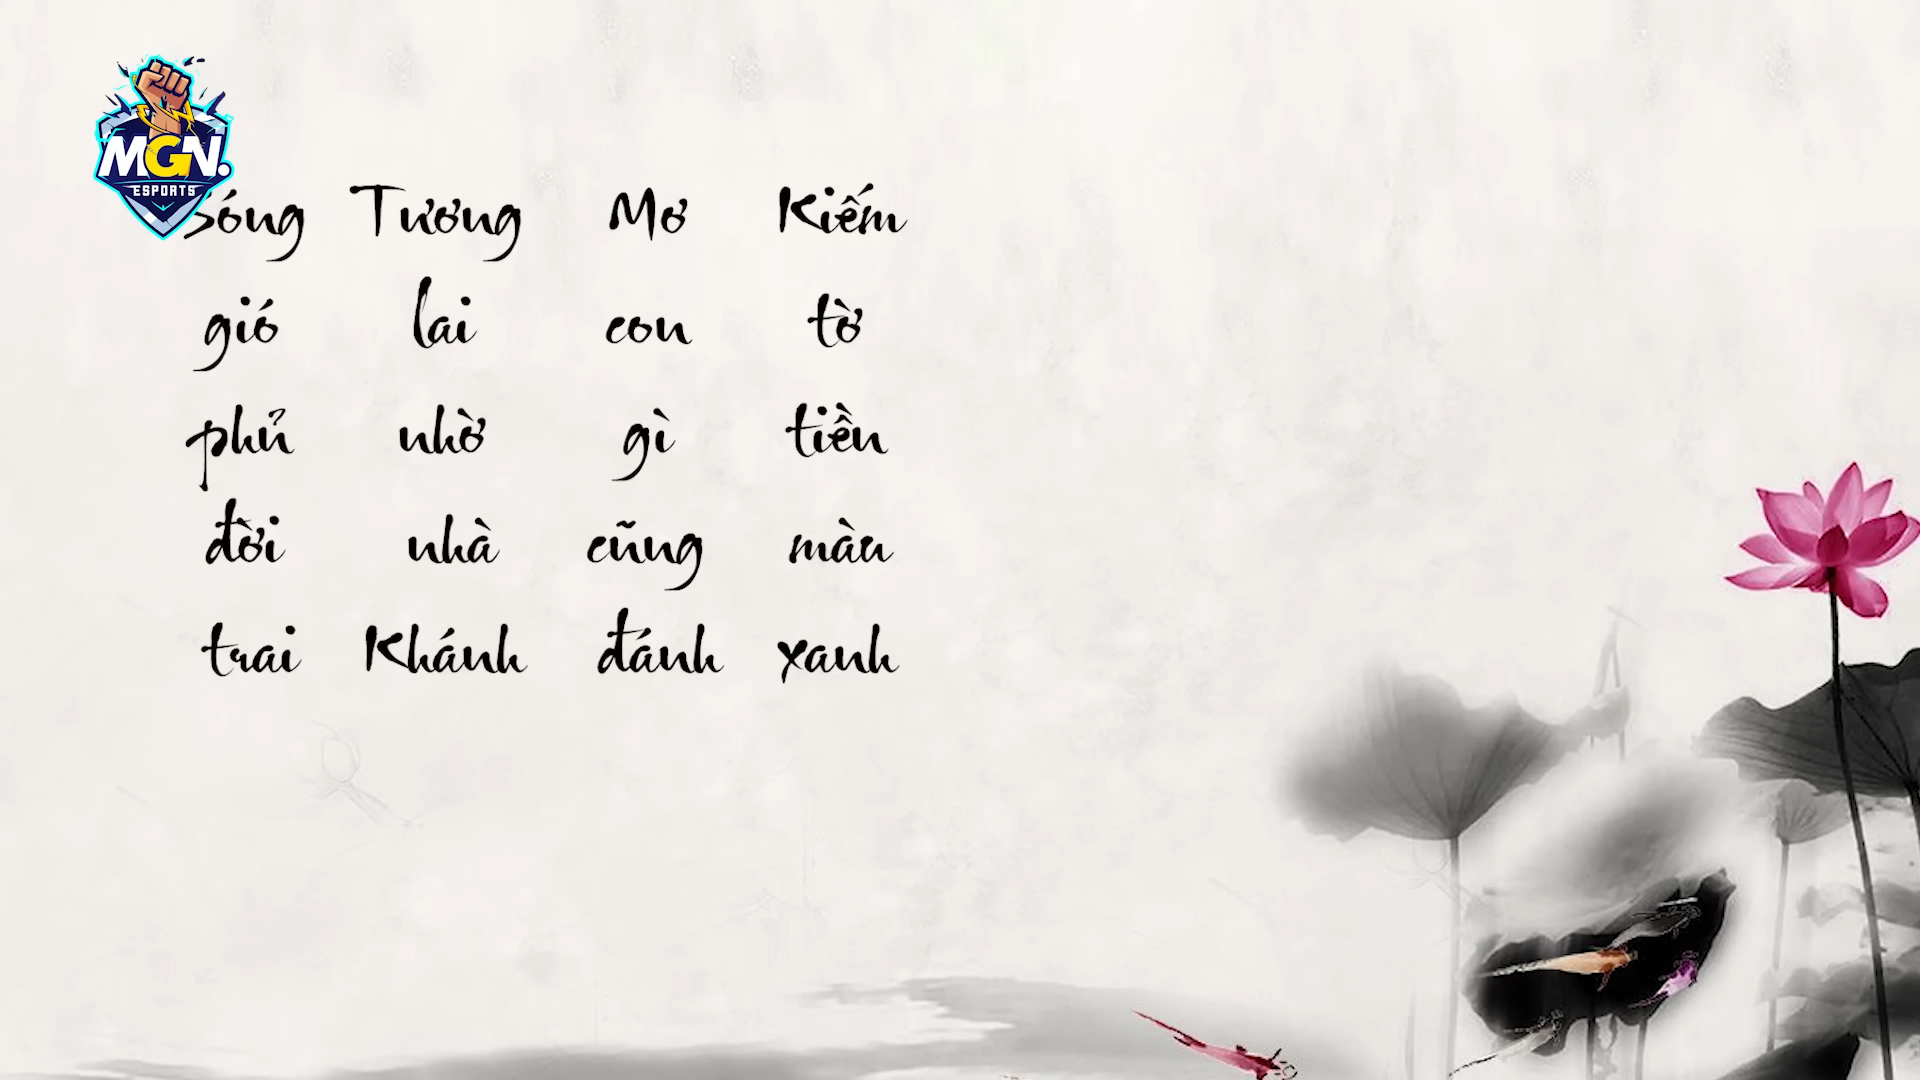 MGN.
ESPORTS
Sóng gió phủ đời trai
Tương lai nhờ nhà Khánh
Mơ con gì cũng đánh
Kiếm tờ tiền màu xanh